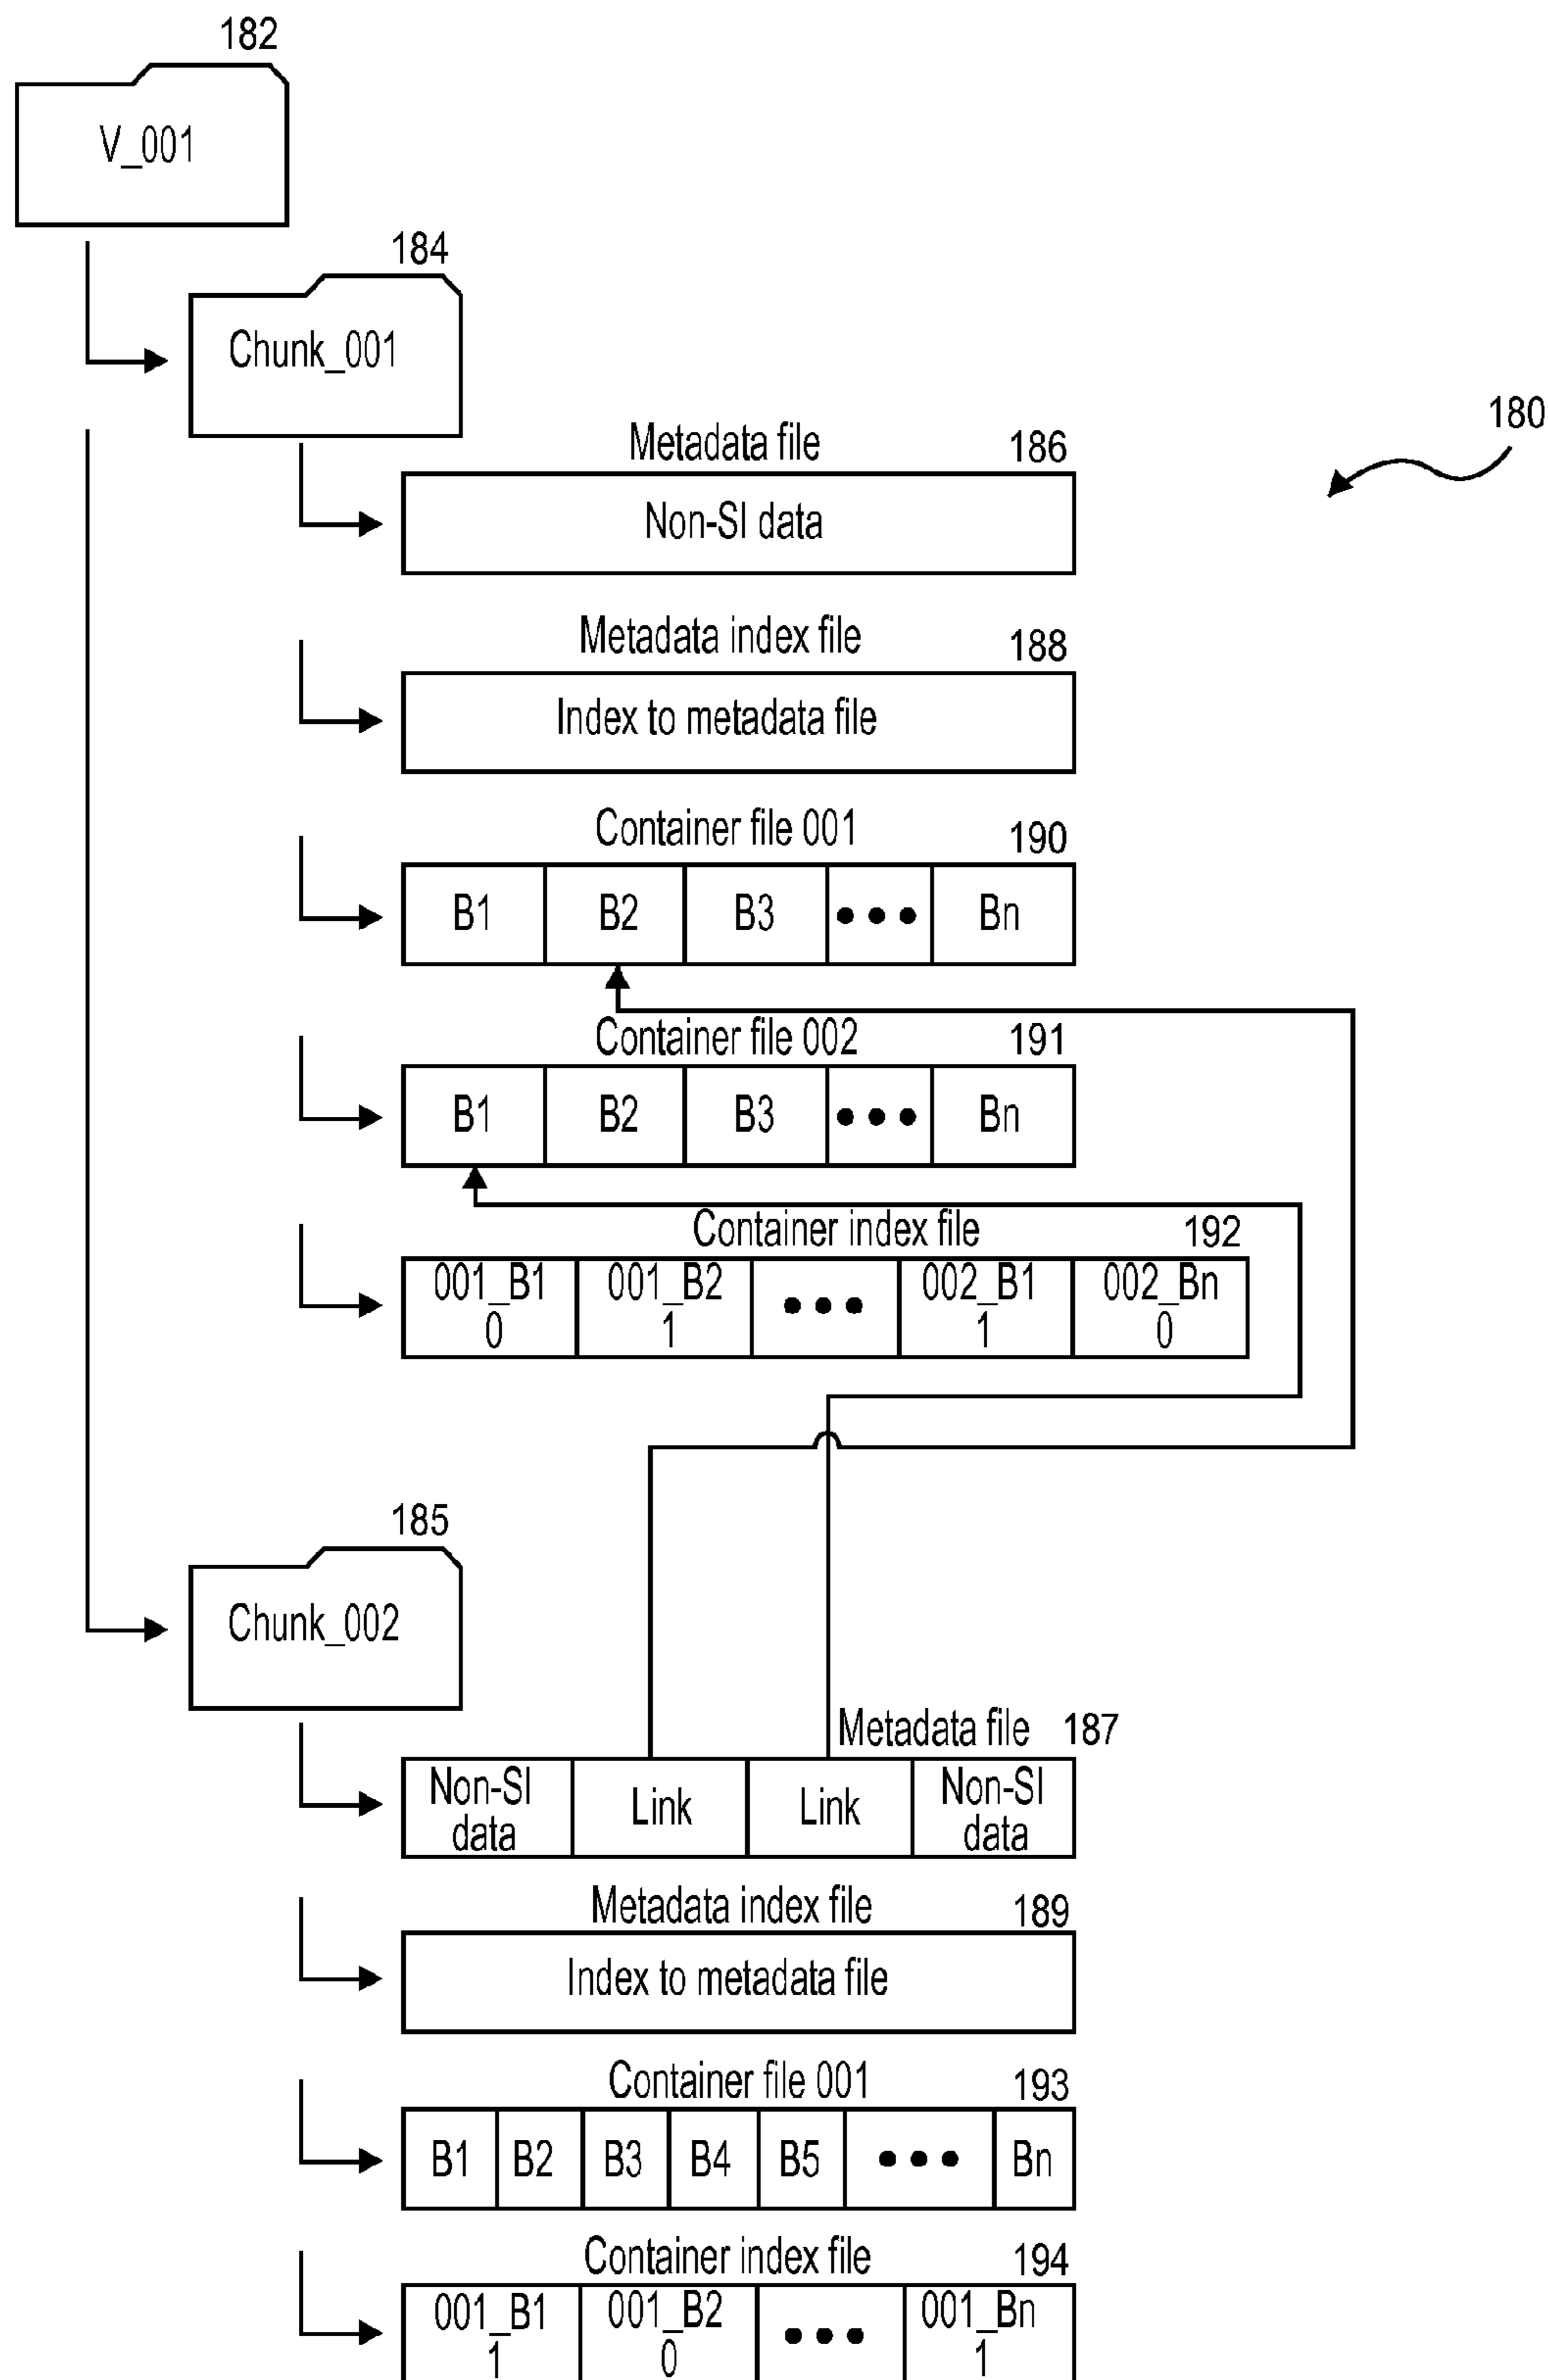 182
V_001
184
Chunk_001
180
Metadata file 186
Non-SI data
Metadata index file 188
Index to metadata file
Container file 001 190
B1 B2 B3 ●●● Bn
Container file 002 191
B1 B2 B3 ●●● Bn
Container index file 192
001_B1 001_B2 ●●● 002_B1 002_Bn
0 1 1 0
185
Chunk_002
Metadata file 187
Non-SI Link Link Non-SI
data data
Metadata index file 189
Index to metadata file
Container file 001 193
B1 B2 B3 B4 B5 ●●● Bn
Container index file 194
001_B1 001_B2 ●●● 001_Bn
1 0 1